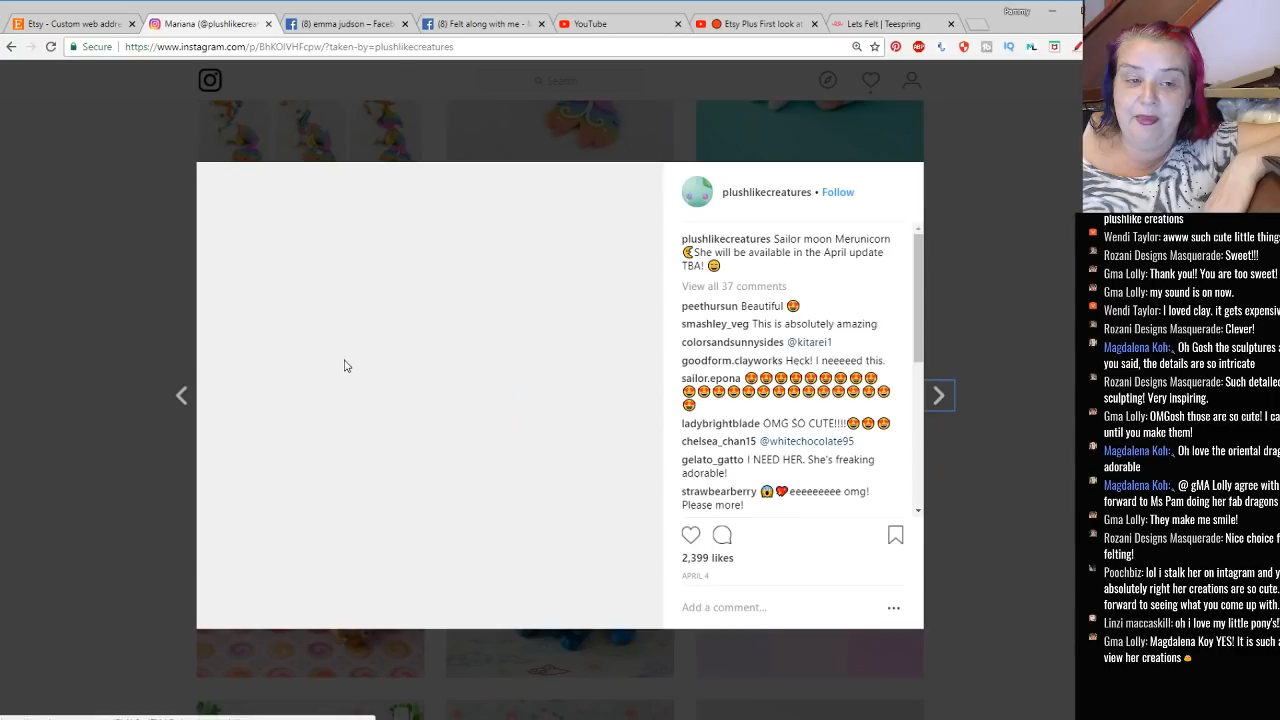 Etsy - Custom web addre
Mariana (@plushlikecreat
(8) emma judson – Faceb
(8) Felt along with me - M
YouTube
Etsy Plus First look at
Lets Felt | Teespring
Pammy
Secure
https://www.instagram.com/p/BhKOIVHFcpw/?taken-by=plushlikecreatures
Search
plushlikecreatures • Follow
plushlikecreatures Sailor moon Merunicorn
🌛She will be available in the April update
TBA! 😄
View all 37 comments
peethursun Beautiful 😍
smashley_veg This is absolutely amazing
colorsandsunnysides @kitarei1
goodform.clayworks Heck! I neeeeed this.
sailor.epona 😍😍😍😍😍😍😍😍😍
😍😍😍😍😍😍😍😍😍😍😍😍😍😍
😍
ladybrightblade OMG SO CUTE!!!!😍😍😍
chelsea_chan15 @whitechocolate95
gelato_gatto I NEED HER. She's freaking
adorable!
strawbearberry 😱❤️eeeeeeeee omg!
Please more!
2,399 likes
APRIL 4
Add a comment...
plushlike creations
Wendi Taylor: awww such cute little things
Rozani Designs Masquerade: Sweet!!!
Gma Lolly: Thank you!! You are too sweet!
Gma Lolly: my sound is on now.
Wendi Taylor: I loved clay. it gets expensiv
Rozani Designs Masquerade: Clever!
Magdalena Koh: Oh Gosh the sculptures a
you said, the details are so intricate
Rozani Designs Masquerade: Such detailed
sculpting! Very inspiring.
Gma Lolly: OMGosh those are so cute! I ca
until you make them!
Magdalena Koh: Oh love the oriental drag
adorable
Magdalena Koh: @ gMA Lolly agree with
forward to Ms Pam doing her fab dragons
Gma Lolly: They make me smile!
Rozani Designs Masquerade: Nice choice f
felting!
Poochbiz: lol i stalk her on intagram and y
absolutely right her creations are so cute.
forward to seeing what you come up with.
Linzi maccaskill: oh i love my little pony's!
Gma Lolly: Magdalena Koy YES! It is such a
view her creations